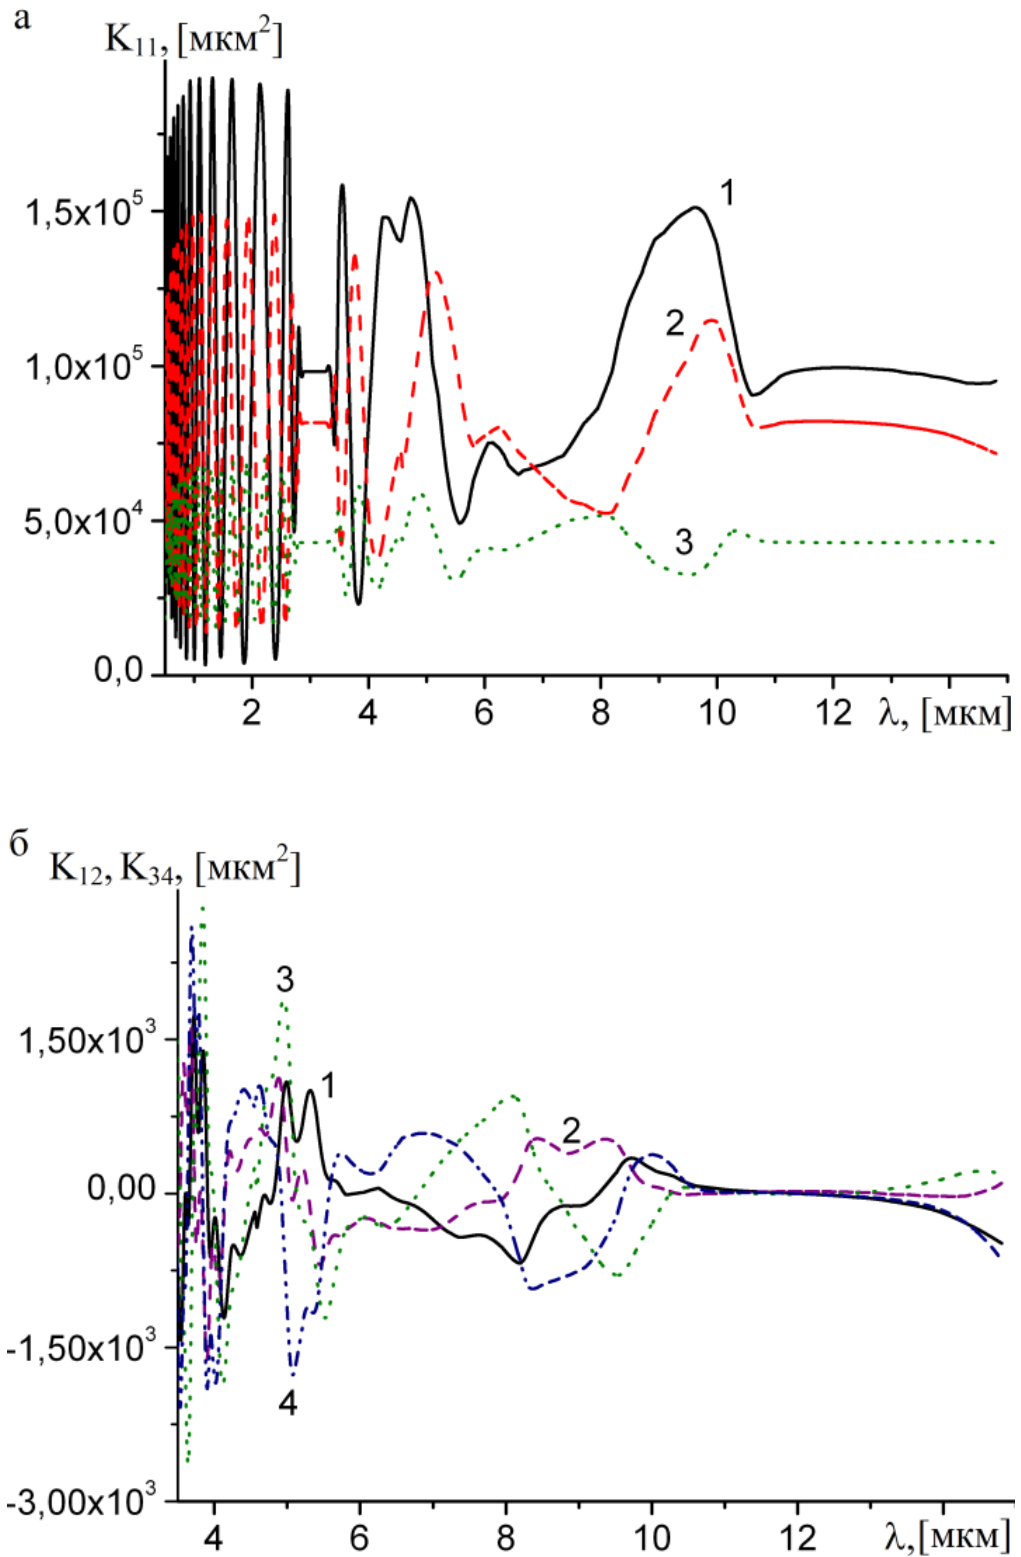 а
K₁₁, [мкм²]
1,5x10⁵
1,0x10⁵
5,0x10⁴
0,0
1
2
3
2 4 6 8 10 12 λ, [мкм]
б
K₁₂, K₃₄, [мкм²]
1,50x10³
0,00
-1,50x10³
-3,00x10³
3
1
2
4
4 6 8 10 λ,[мкм]